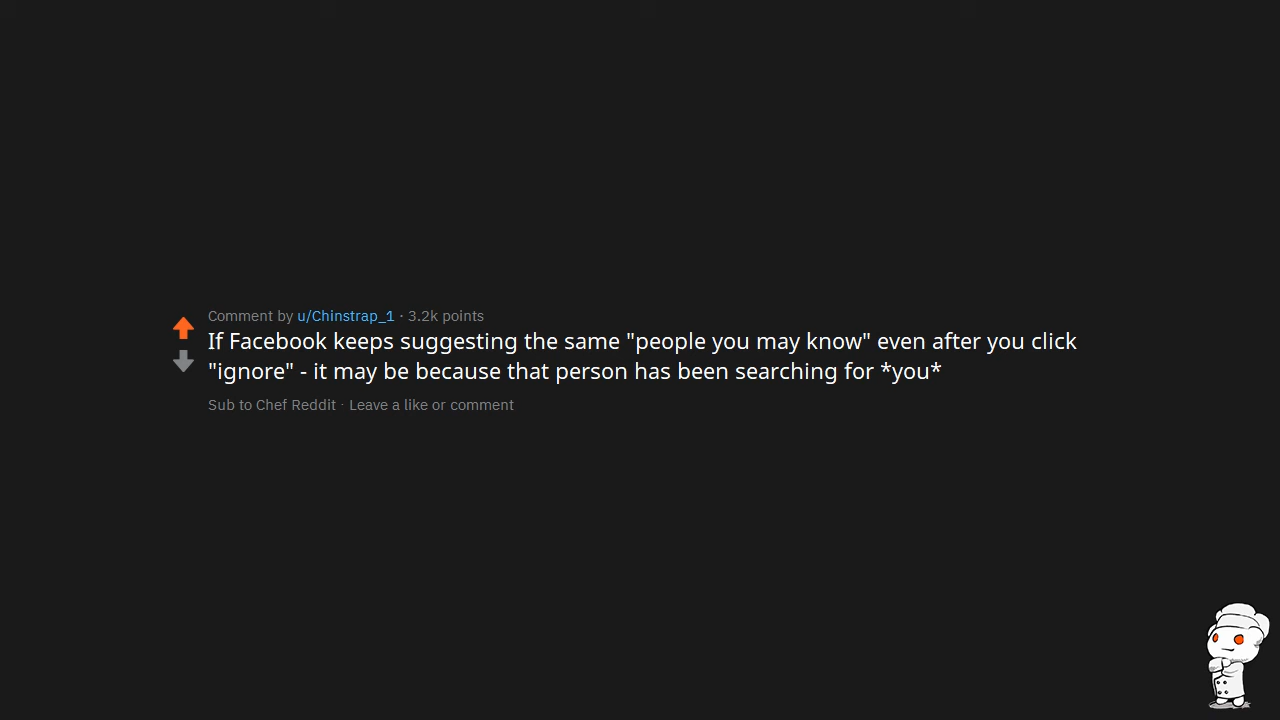 Comment by u/Chinstrap_1 · 3.2k points
If Facebook keeps suggesting the same "people you may know" even after you click
"ignore" - it may be because that person has been searching for *you*
Sub to Chef Reddit · Leave a like or comment